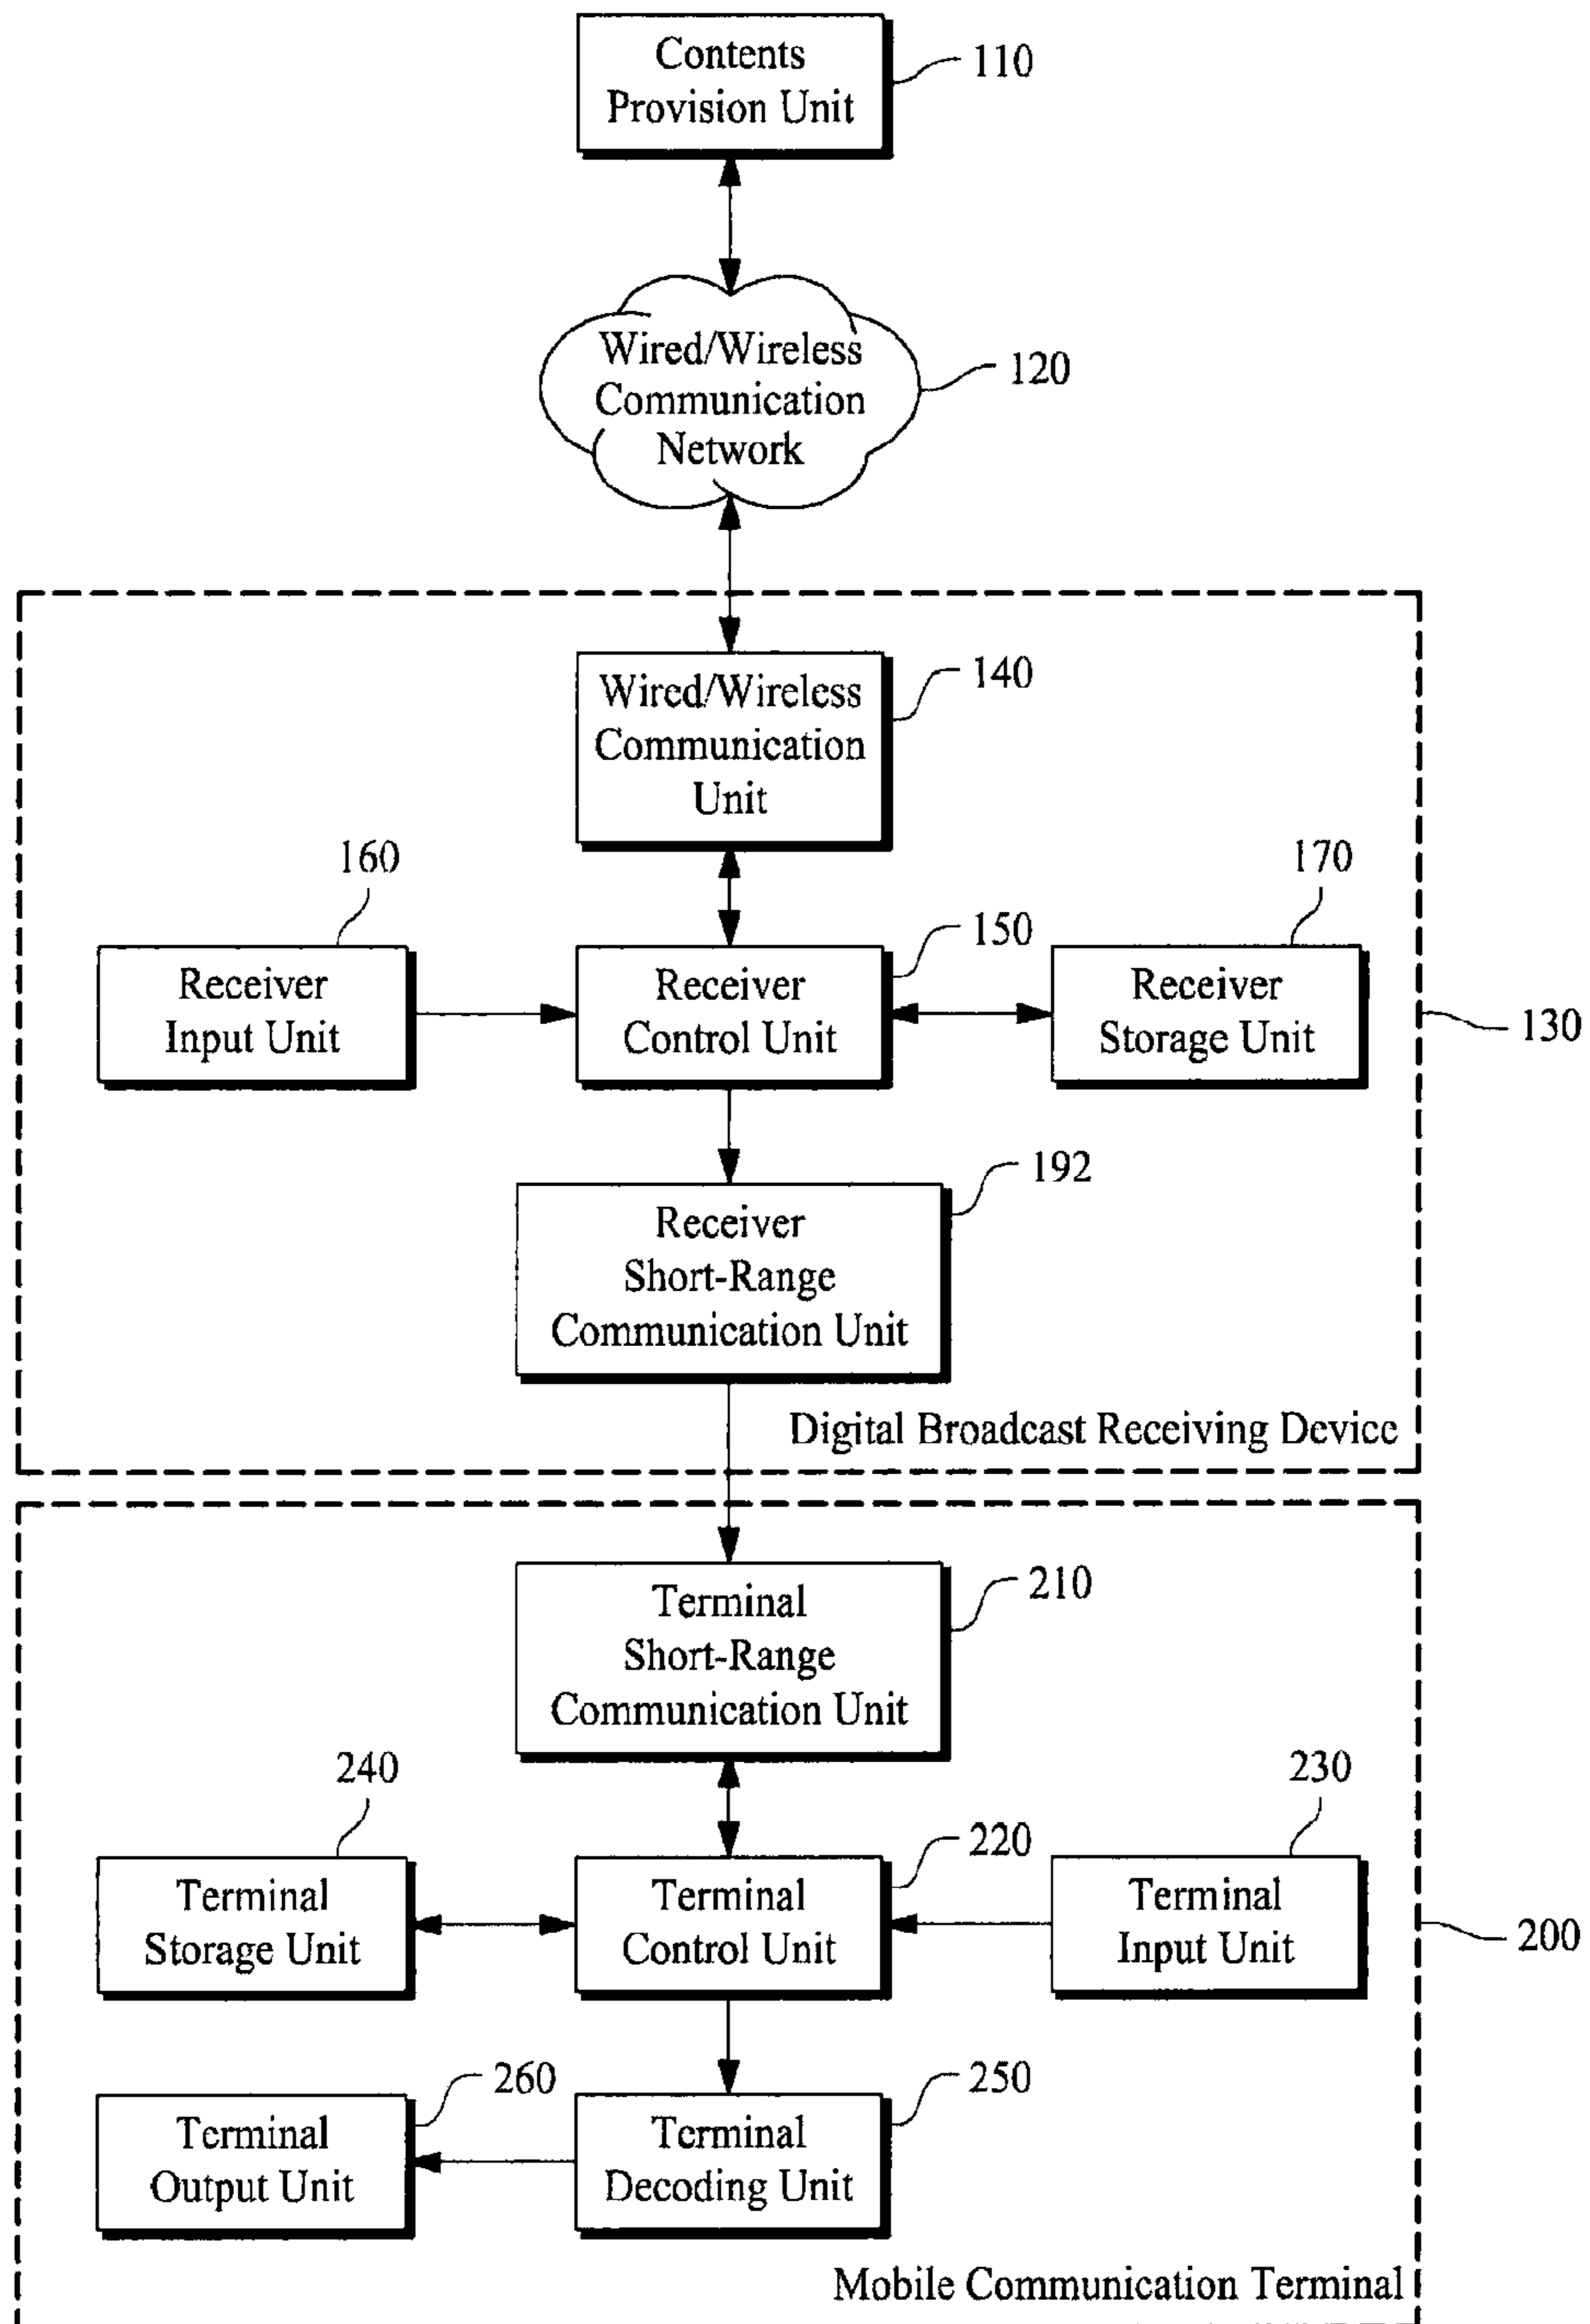 Contents
Provision Unit
110
Wired/Wireless
Communication
Network
120
Wired/Wireless
Communication
Unit
140
160
170
150
Receiver
Input Unit
Receiver
Control Unit
Receiver
Storage Unit
130
192
Receiver
Short-Range
Communication Unit
Digital Broadcast Receiving Device
210
Terminal
Short-Range
Communication Unit
240
230
220
Terminal
Storage Unit
Terminal
Control Unit
Terminal
Input Unit
200
260
250
Terminal
Output Unit
Terminal
Decoding Unit
Mobile Communication Terminal